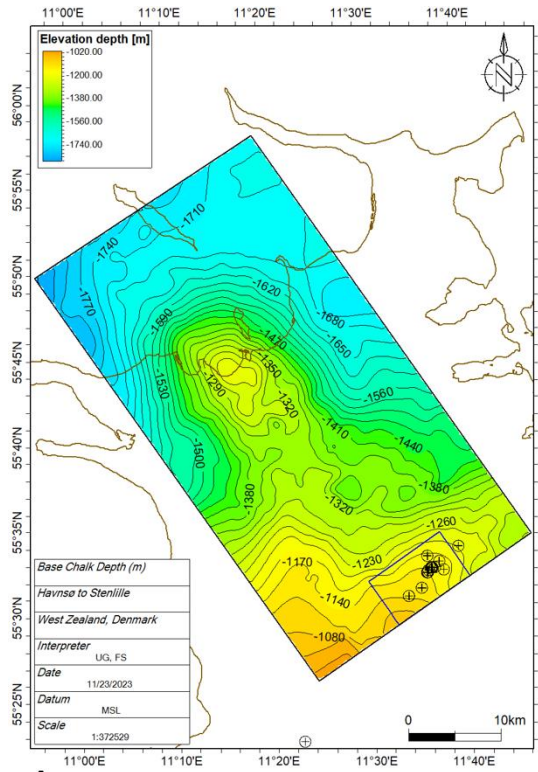 11°00'E 11°10'E 11°20'E 11°30'E 11°40'E
Elevation depth [m]
-1020.00
-1200.00
-1380.00
-1560.00
-1740.00
N
56°00'N
55°55'N
55°50'N
55°45'N
55°40'N
55°35'N
55°30'N
55°25'N
-1740
-1710
-1770
-1620
-1590
-1680
-1470
-1650
-1350
-1290
-1530
-1320
-1560
-1410
-1440
-1500
-1380
-1380
-1320
-1260
-1230
-1170
-1140
-1080
Base Chalk Depth (m)
Havnsø to Stenlille
West Zealand, Denmark
Interpreter
UG, FS
Date
11/23/2023
Datum
MSL
Scale
1:372529
0 10km
11°00'E 11°10'E 11°20'E 11°30'E 11°40'E